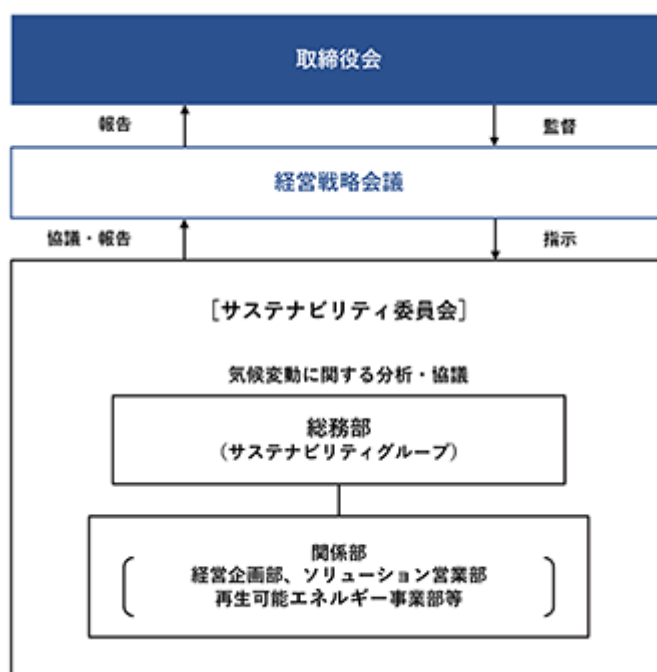 取締役会
報告
監督
経営戦略会議
協議・報告
指示
［サステナビリティ委員会］
気候変動に関する分析・協議
総務部
（サステナビリティグループ）
関係部
経営企画部、ソリューション営業部
再生可能エネルギー事業部等